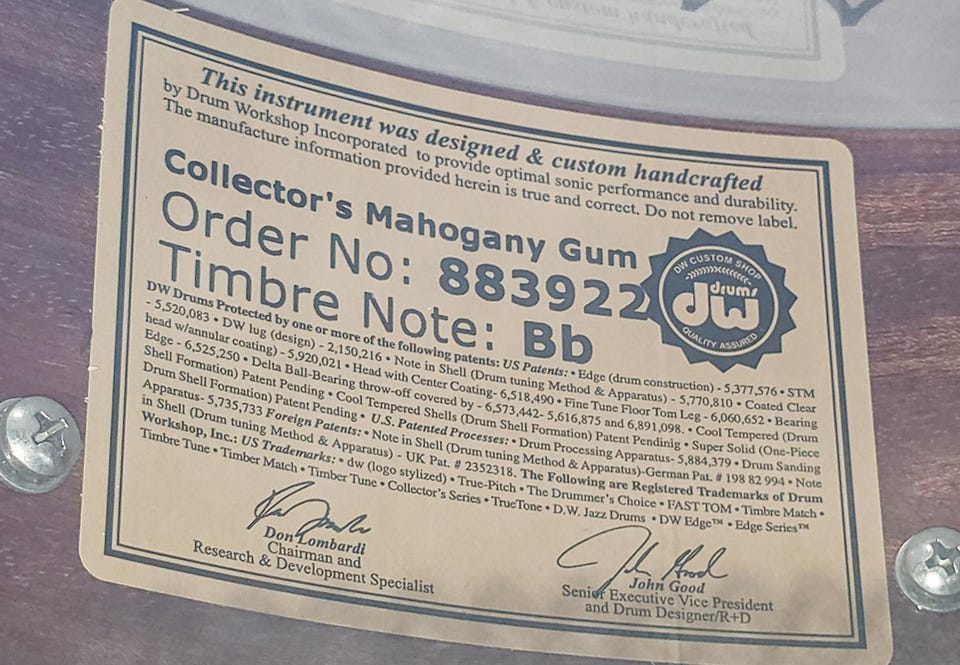 & custom handcrafted
This instrument was designed & custom handcrafted
by Drum Workshop Incorporated to provide optimal sonic performance and durability.
The manufacture information provided herein is true and correct. Do not remove label.
Collector's Mahogany Gum
Order No: 883922
Timbre Note: Bb
DW CUSTOM SHOP
dw drums
QUALITY ASSURED
DW Drums Protected by one or more of the following patents: US Patents: • Edge (drum construction) - 5,377,576 • STM
- 5,520,083 • DW lug (design) - 2,150,216 • Note in Shell (Drum tuning Method & Apparatus) - 5,770,810 • Coated Clear
head w/annular coating) - 5,920,021 • Head with Center Coating- 6,518,490 • Fine Tune Floor Tom Leg - 6,060,652 • Bearing
Edge - 6,525,250 • Delta Ball-Bearing throw-off covered by - 6,573,442- 5,616,875 and 6,891,098. • Cool Tempered (Drum
Shell Formation) Patent Pending • Cool Tempered Shells (Drum Shell Formation) Patent Pendinig • Super Solid (One-Piece
Drum Shell Formation) Patent Pending • U.S. Patented Processes: • Drum Processing Apparatus- 5,884,379 • Drum Sanding
Apparatus- 5,735,733 Foreign Patents: • Note in Shell (Drum tuning Method & Apparatus)-German Pat. # 198 82 994 • Note
in Shell (Drum tuning Method & Apparatus) - UK Pat. # 2352318. The Following are Registered Trademarks of Drum
Workshop, Inc.: US Trademarks: • dw (logo stylized) • True-Pitch • The Drummer's Choice • FAST TOM • Timbre Match •
Timbre Tune • Timber Match • Timber Tune • Collector's Series • TrueTone • D.W. Jazz Drums • DW Edge™ • Edge Series™
Don Lombardi
Chairman and
Research & Development Specialist
John Good
John Good
Senior Executive Vice President
and Drum Designer/R+D